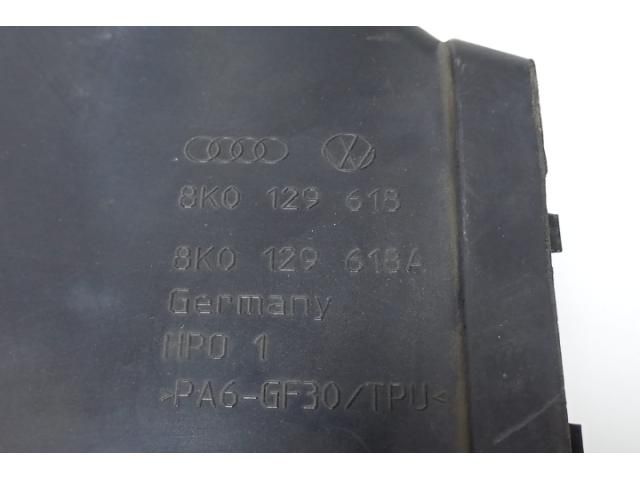 8K0 129 618
8K0 129 618A
Germany
HPO 1
>PA6-GF30/TPU<